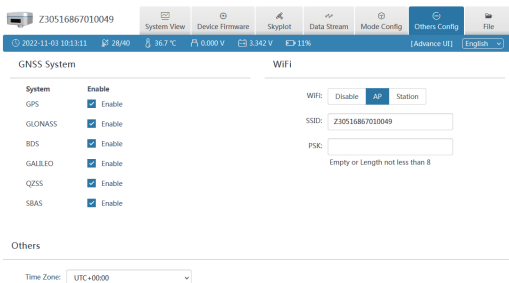 Z30516867010049
System View
Device Firmware
Skyplot
Data Stream
Mode Config
Others Config
File
2022-11-03 10:13:11 28/40 36.7 ℃ 0.000 V 3.342 V 11% [Advance UI] English
GNSS System
System Enable
GPS Enable
GLONASS Enable
BDS Enable
GALILEO Enable
QZSS Enable
SBAS Enable
WiFi
WiFi: Disable AP Station
SSID: Z30516867010049
PSK:
Empty or Length not less than 8
Others
Time Zone: UTC+00:00